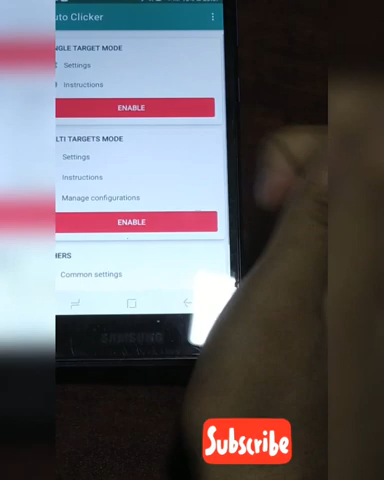 uto Clicker
NGLE TARGET MODE
Settings
Instructions
ENABLE
ULTI TARGETS MODE
Settings
Instructions
Manage configurations
ENABLE
HERS
Common settings
SAMSUNG
Subscribe